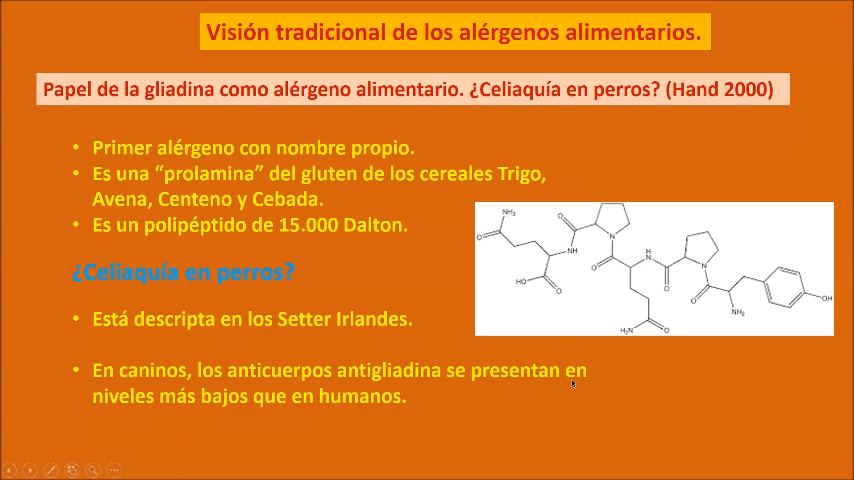 Visión tradicional de los alérgenos alimentarios.
Papel de la gliadina como alérgeno alimentario. ¿Celiaquía en perros? (Hand 2000)
• Primer alérgeno con nombre propio.
• Es una “prolamina” del gluten de los cereales Trigo,
Avena, Centeno y Cebada.
• Es un polipéptido de 15.000 Dalton.
NH₂
O
O
N
NH
O
HO
O
O
NH
O
N
O
NH₂
OH
H₂N
O
¿Celiaquía en perros?
• Está descripta en los Setter Irlandes.
• En caninos, los anticuerpos antigliadina se presentan en
niveles más bajos que en humanos.